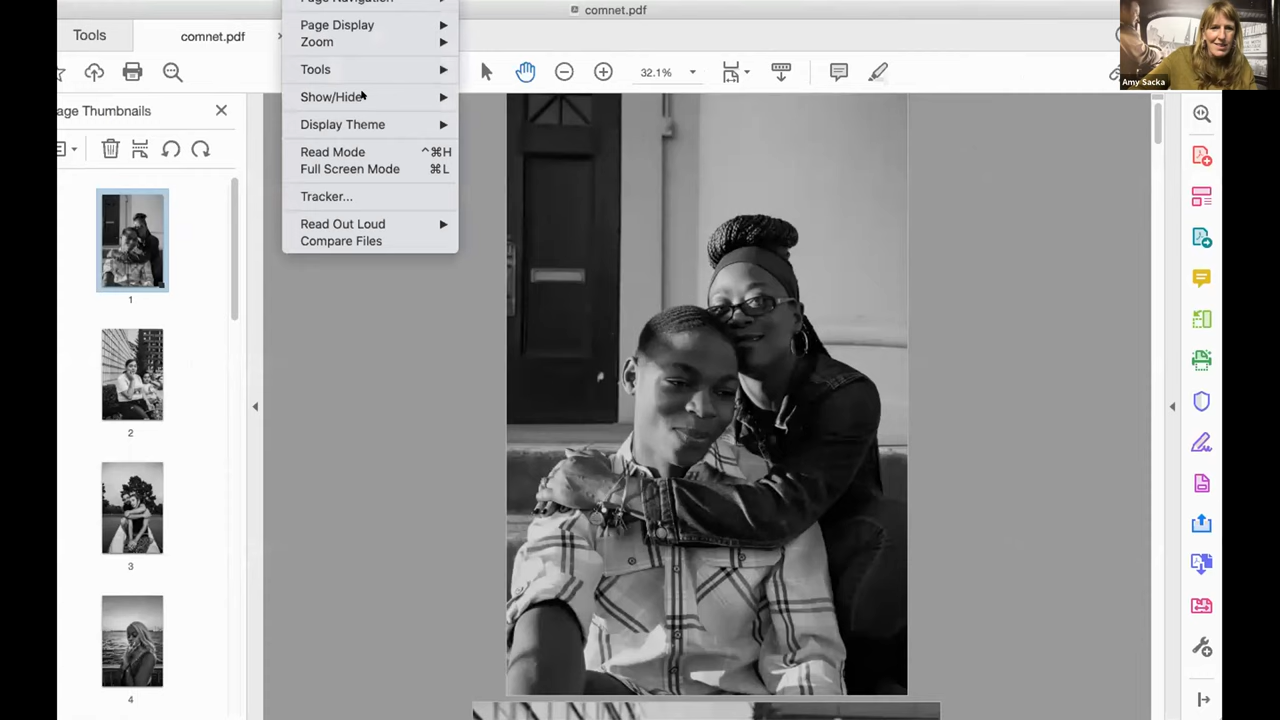 comnet.pdf
Tools
comnet.pdf
Page Navigation
Page Display
Zoom
Tools
Show/Hide
Display Theme
Read Mode ^⌘H
Full Screen Mode ⌘L
Tracker...
Read Out Loud
Compare Files
32.1%
age Thumbnails
1
2
3
4
Amy Sacka